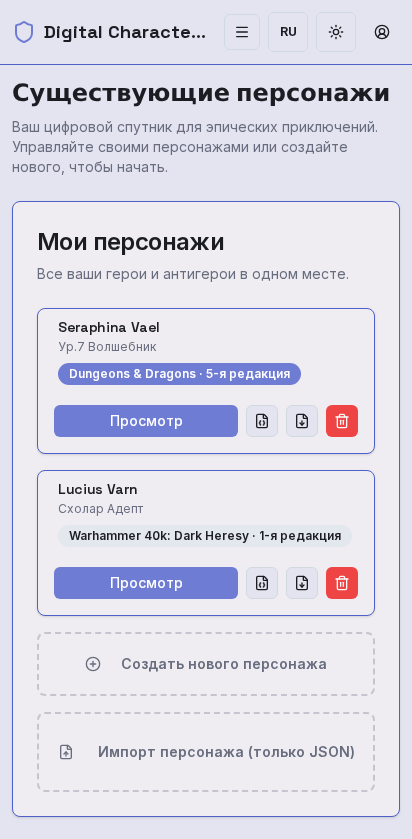 Digital Characte...
RU
Существующие персонажи
Ваш цифровой спутник для эпических приключений.
Управляйте своими персонажами или создайте
нового, чтобы начать.
Мои персонажи
Все ваши герои и антигерои в одном месте.
Seraphina Vael
Ур.7 Волшебник
Dungeons & Dragons · 5-я редакция
Просмотр
Lucius Varn
Схолар Адепт
Warhammer 40k: Dark Heresy · 1-я редакция
Просмотр
Создать нового персонажа
Импорт персонажа (только JSON)